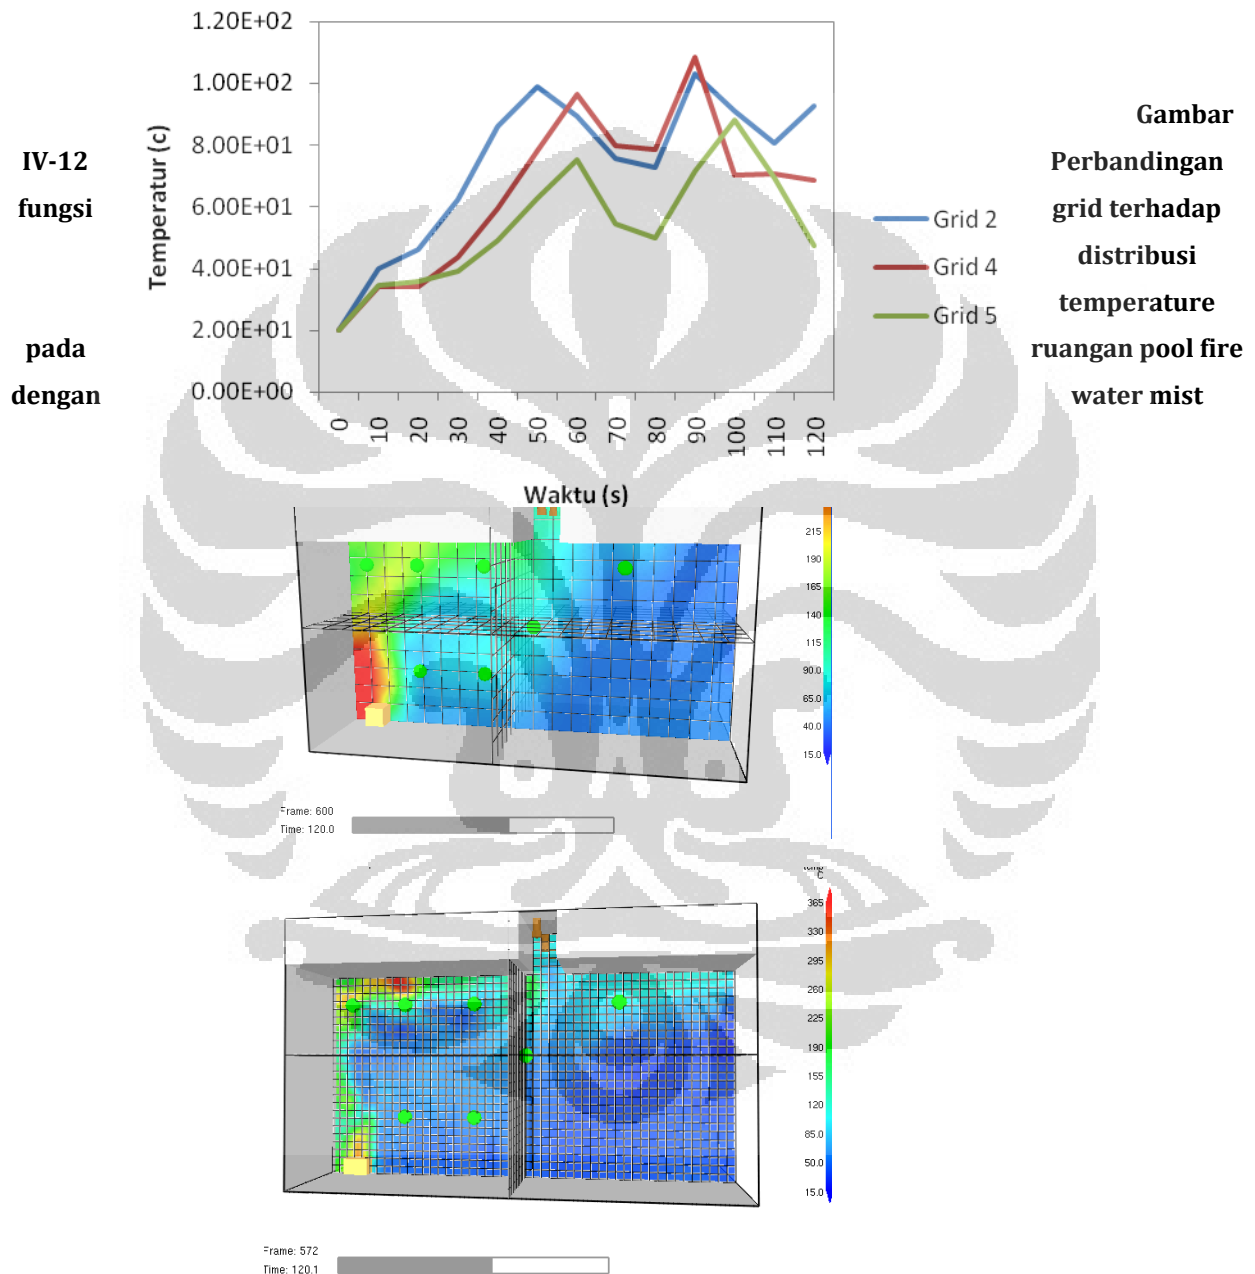 1.20E+02
1.00E+02
8.00E+01
6.00E+01
4.00E+01
2.00E+01
0.00E+00
Temperatur (c)
0 10 20 30 40 50 60 70 80 90 100 110 120
Waktu (s)
Grid 2
Grid 4
Grid 5
Gambar
IV-12 Perbandingan
fungsi grid terhadap
distribusi
temperature
pada ruangan pool fire
dengan water mist
215
190
165
140
115
90.0
65.0
40.0
15.0
Frame: 600
Time: 120.0
365
330
295
260
225
190
155
120
85.0
50.0
15.0
Frame: 572
Time: 120.1